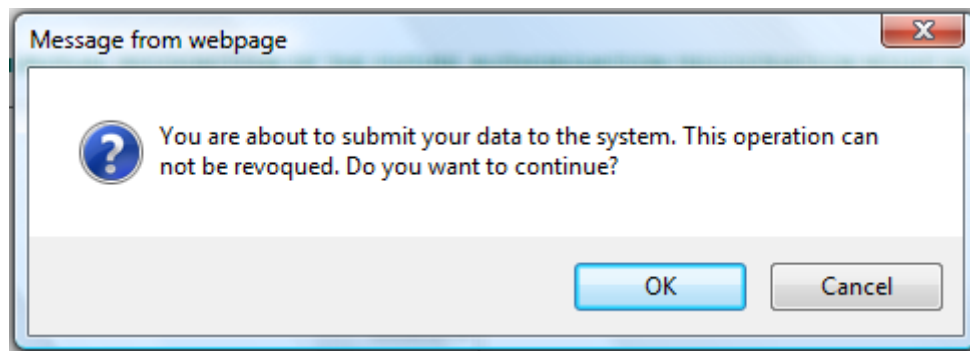 Message from webpage
You are about to submit your data to the system. This operation can
not be revoqued. Do you want to continue?
OK
Cancel